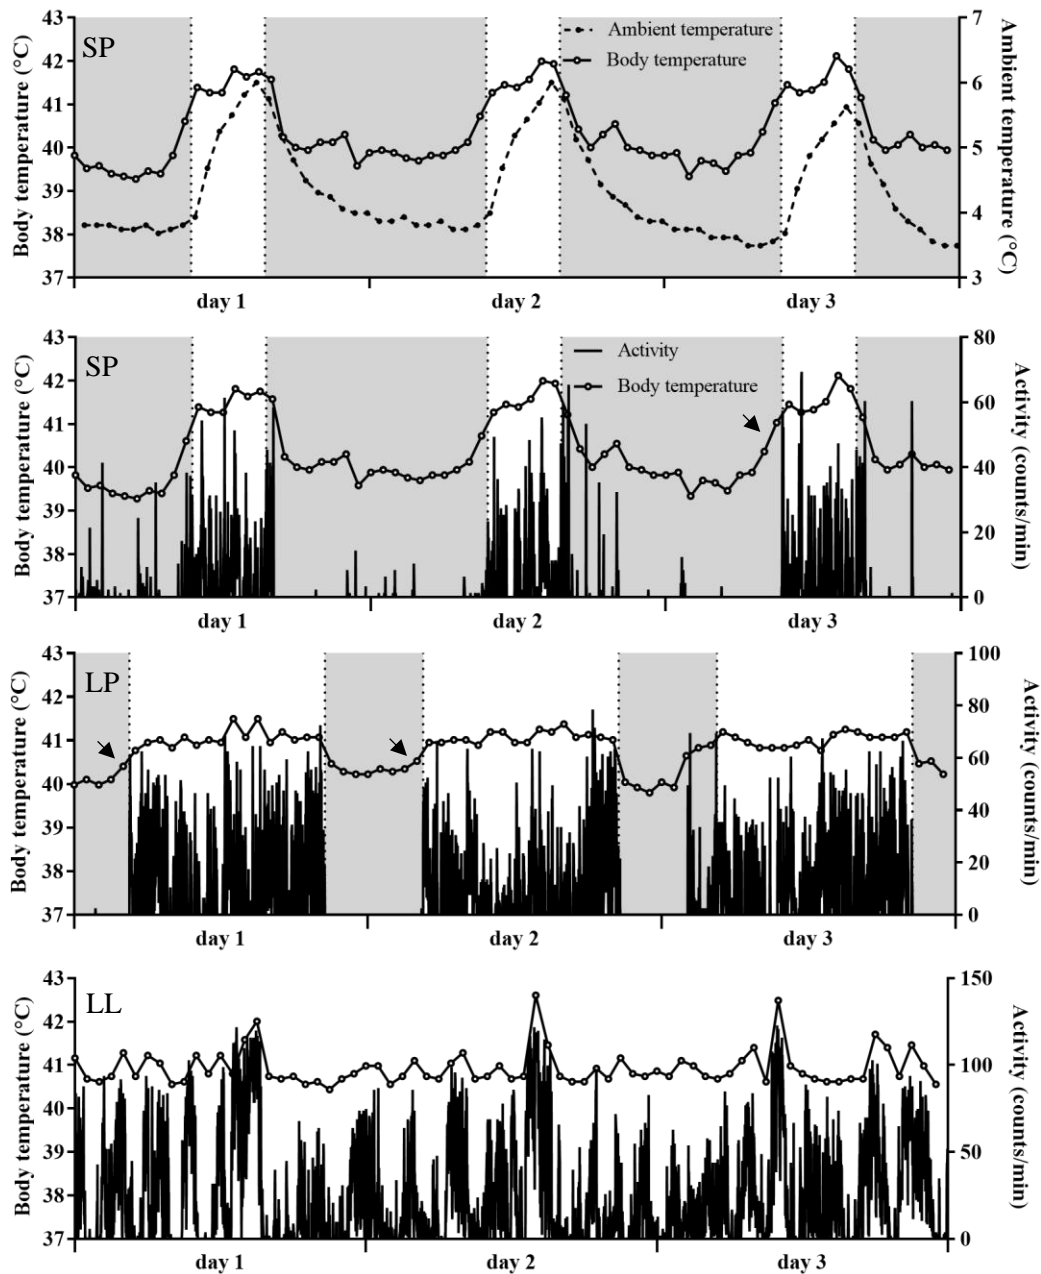 SP
Body temperature (°C)
43
42
41
40
39
38
37
Ambient temperature
Body temperature
7
6
5
4
3
Ambient temperature (°C)
day 1
day 2
day 3
SP
Body temperature (°C)
43
42
41
40
39
38
37
Activity
Body temperature
80
60
40
20
0
Activity (counts/min)
day 1
day 2
day 3
LP
Body temperature (°C)
43
42
41
40
39
38
37
100
80
60
40
20
0
Activity (counts/min)
day 1
day 2
day 3
LL
Body temperature (°C)
43
42
41
40
39
38
37
150
100
50
0
Activity (counts/min)
day 1
day 2
day 3